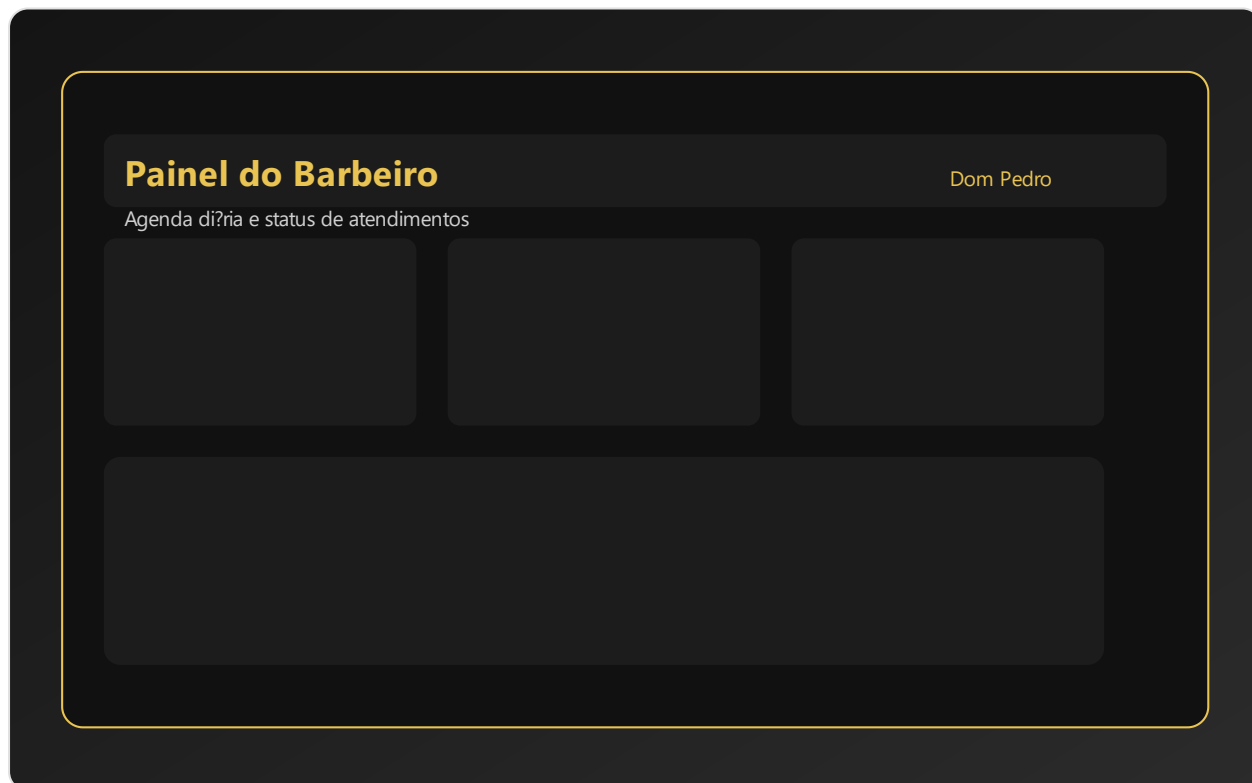 Painel do Barbeiro
Dom Pedro
Agenda di?ria e status de atendimentos